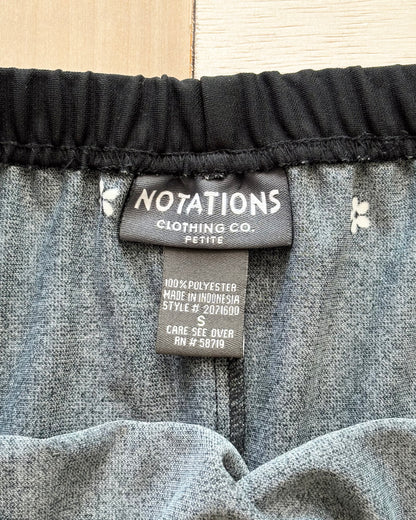 NOTATIONS
CLOTHING CO.
PETITE
100% POLYESTER
MADE IN INDONESIA
STYLE# 2071600
S
CARE SEE OVER
RN# 58719